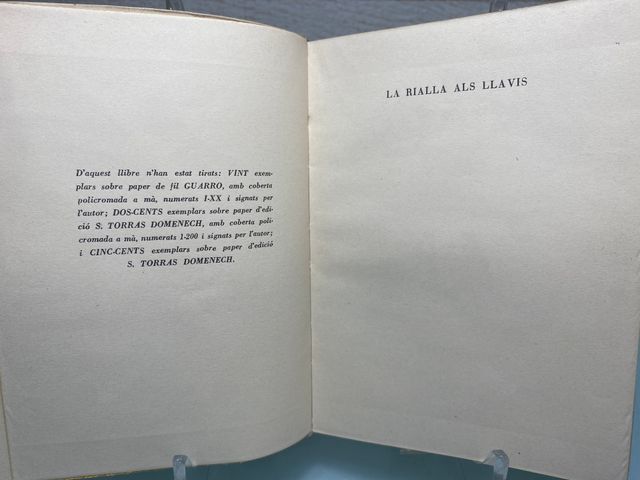 D'aquest llibre n'han estat tirats: VINT exem-
plars sobre paper de fil GUARRO, amb coberta
policromada a mà, numerats I-XX i signats per
l'autor; DOS-CENTS exemplars sobre paper d'edi-
ció S. TORRAS DOMENECH, amb coberta poli-
cromada a mà, numerats 1-200 i signats per l'autor;
i CINC-CENTS exemplars sobre paper d'edició
S. TORRAS DOMENECH.
LA RIALLA ALS LLAVIS